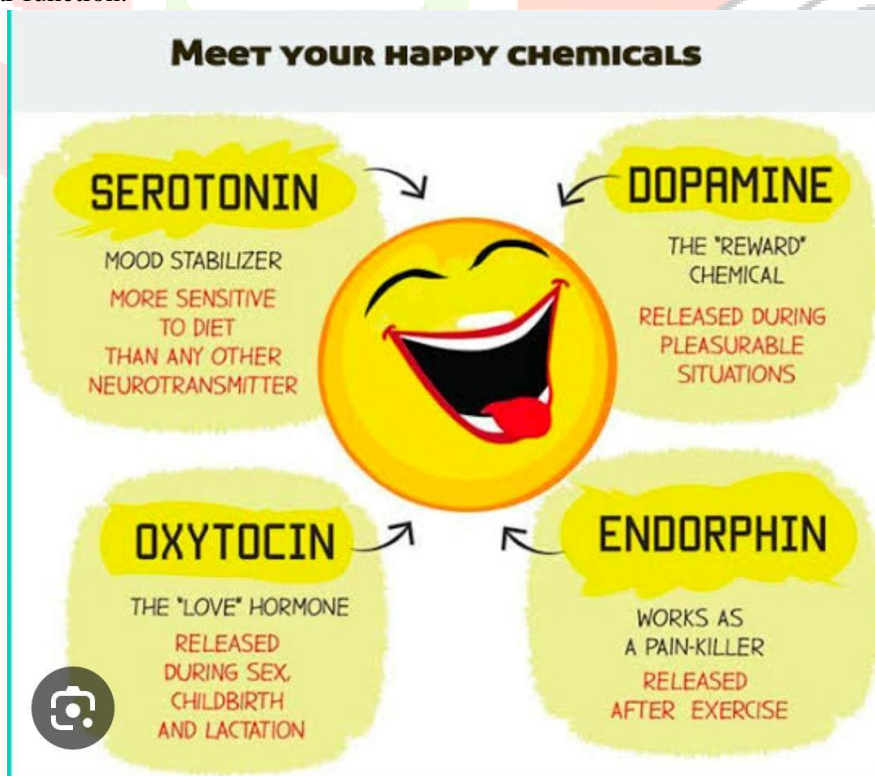 Meet your happy chemicals
SEROTONIN
MOOD STABILIZER
MORE SENSITIVE
TO DIET
THAN ANY OTHER
NEUROTRANSMITTER
DOPAMINE
THE "REWARD"
CHEMICAL
RELEASED DURING
PLEASURABLE
SITUATIONS
OXYTOCIN
THE "LOVE" HORMONE
RELEASED
DURING SEX,
CHILDBIRTH
AND LACTATION
ENDORPHIN
WORKS AS
A PAIN-KILLER
RELEASED
AFTER EXERCISE